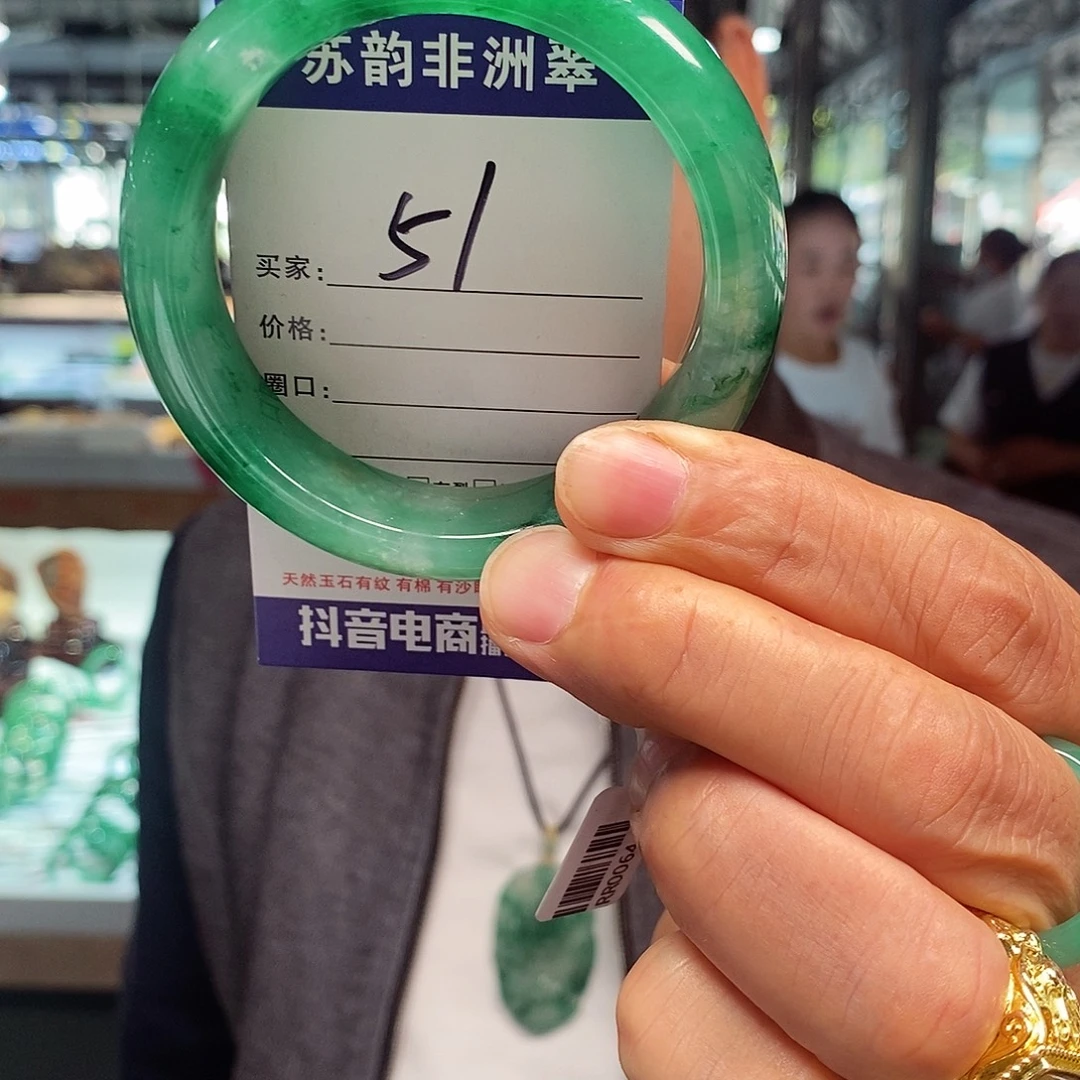 苏韵非洲翠
买家: 51
价格:
圈口:
天然玉石有纹 有棉 有沙
抖音电商
RR0064